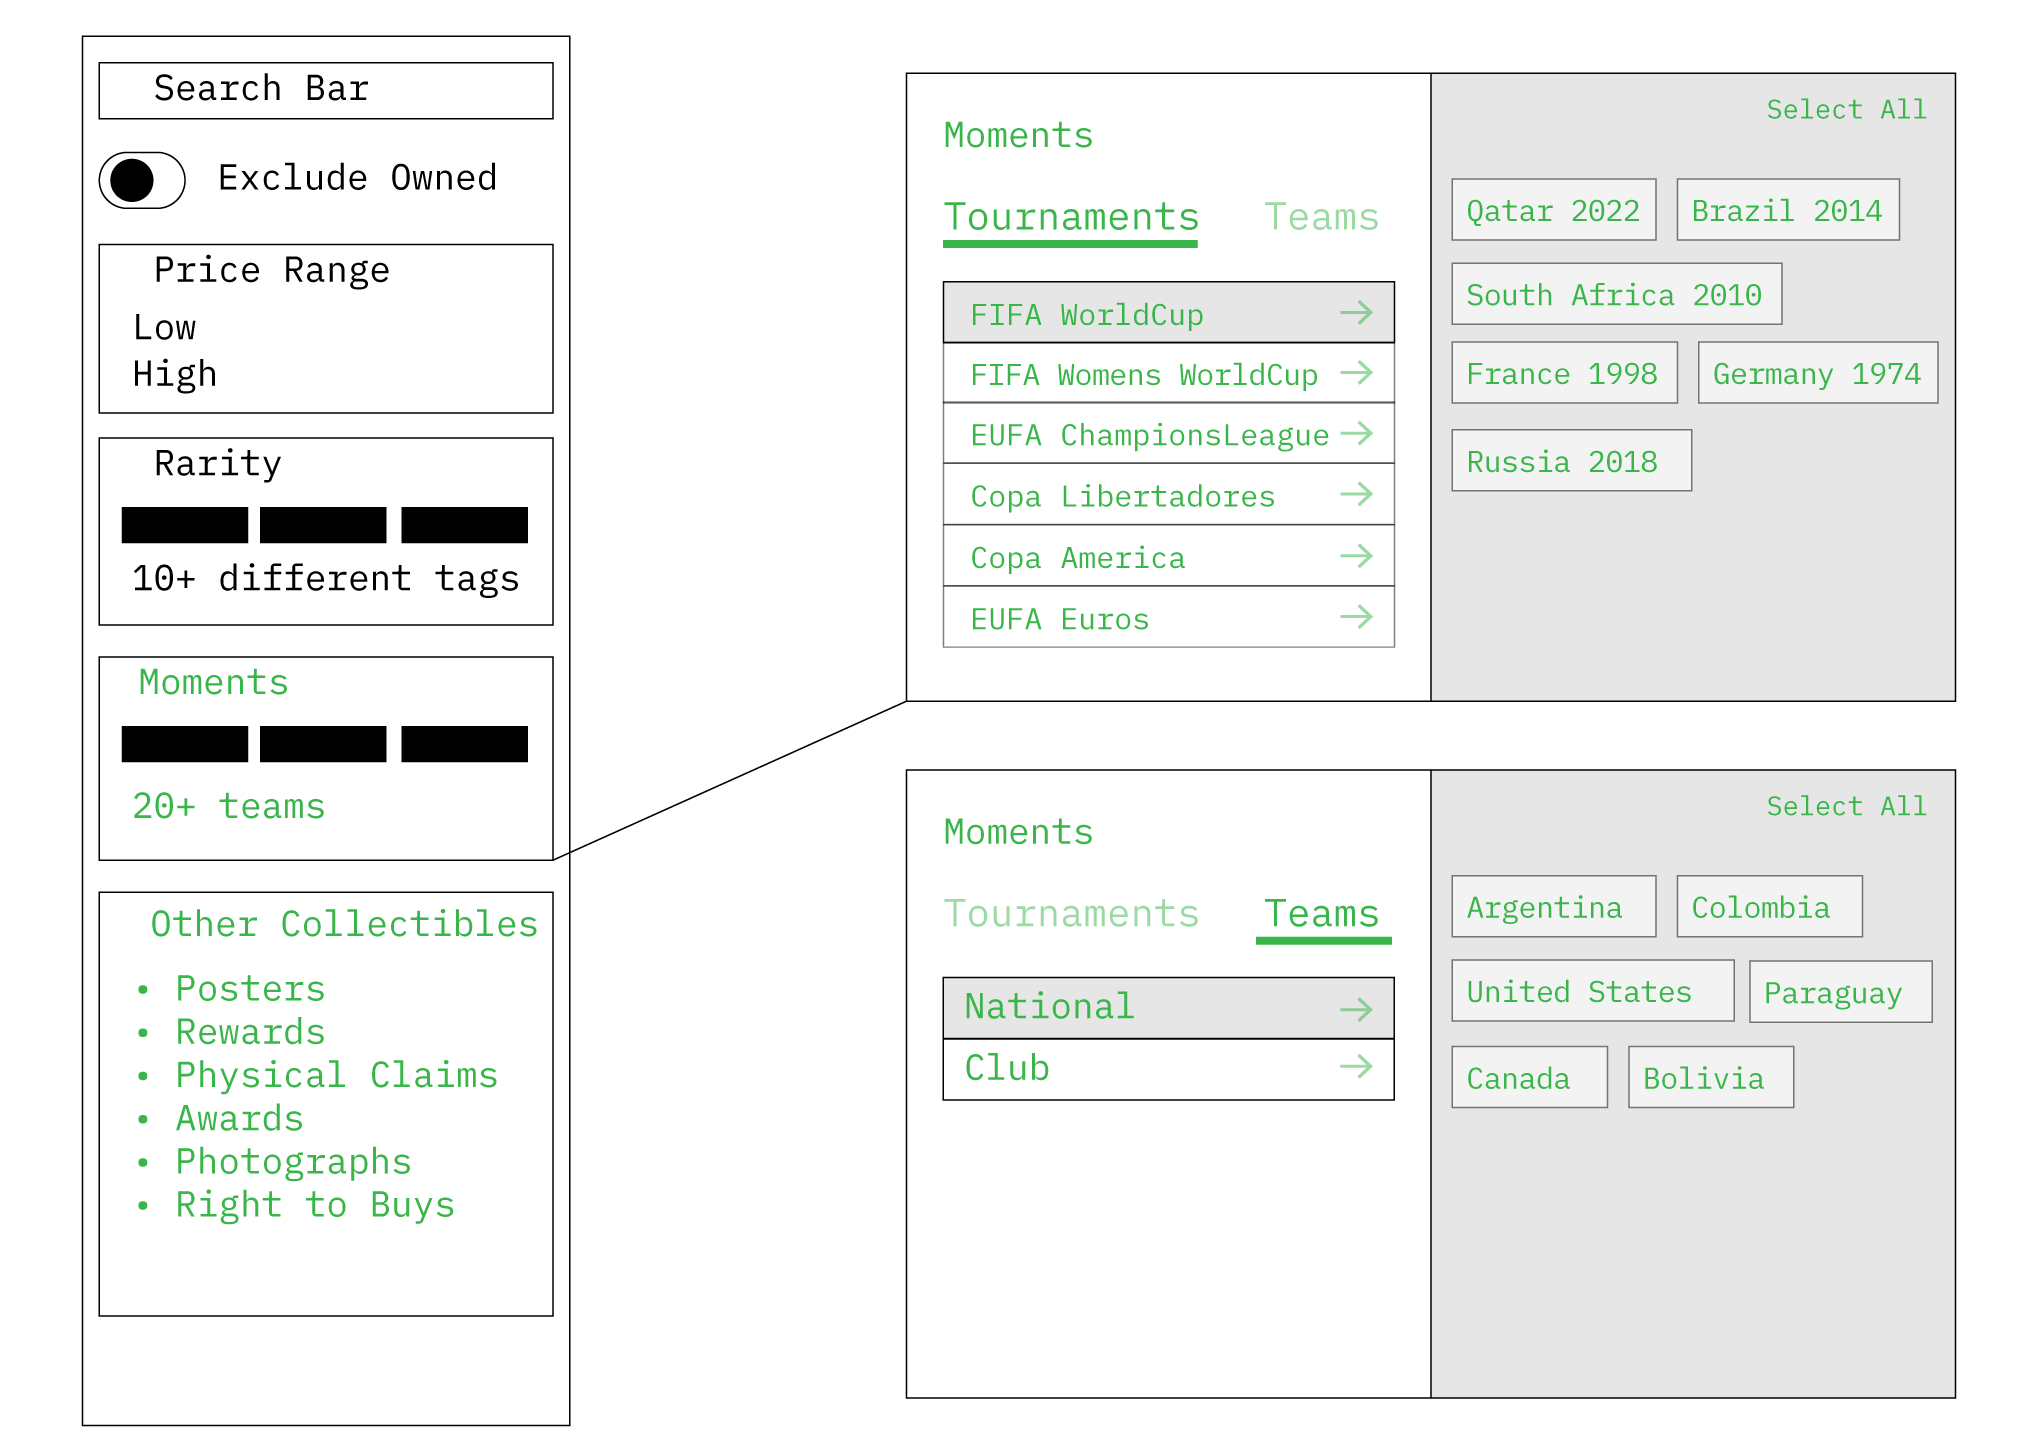 Search Bar
Exclude Owned
Price Range
Low
High
Rarity
10+ different tags
Moments
20+ teams
Other Collectibles
• Posters
• Rewards
• Physical Claims
• Awards
• Photographs
• Right to Buys
Moments
Tournaments Teams
FIFA WorldCup
FIFA Womens WorldCup
EUFA ChampionsLeague
Copa Libertadores
Copa America
EUFA Euros
Select All
Qatar 2022 Brazil 2014
South Africa 2010
France 1998 Germany 1974
Russia 2018
Moments
Tournaments Teams
National
Club
Select All
Argentina Colombia
United States Paraguay
Canada Bolivia